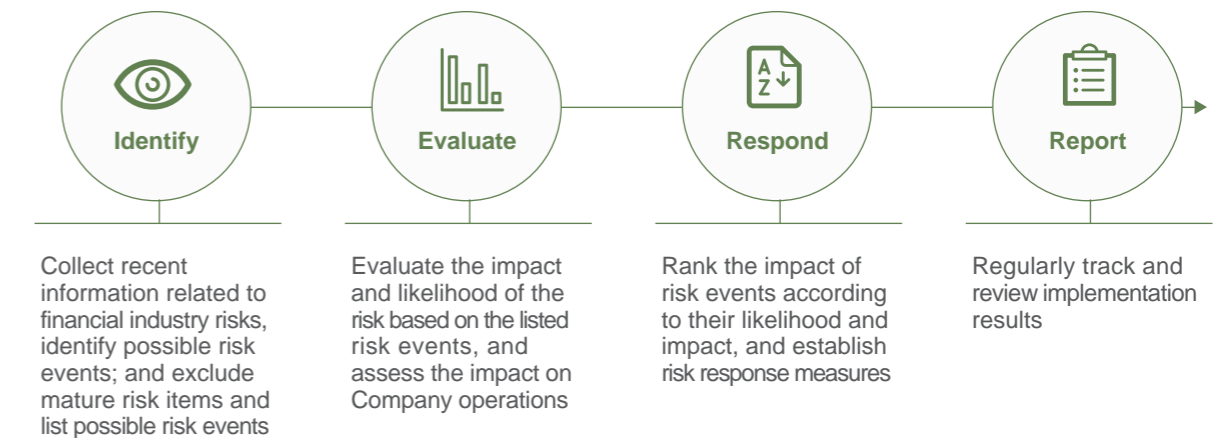 Identify
Evaluate
A
Z
Respond
Report
Collect recent
information related to
financial industry risks,
identify possible risk
events; and exclude
mature risk items and
list possible risk events
Evaluate the impact
and likelihood of the
risk based on the listed
risk events, and
assess the impact on
Company operations
Rank the impact of
risk events according
to their likelihood and
impact, and establish
risk response measures
Regularly track and
review implementation
results